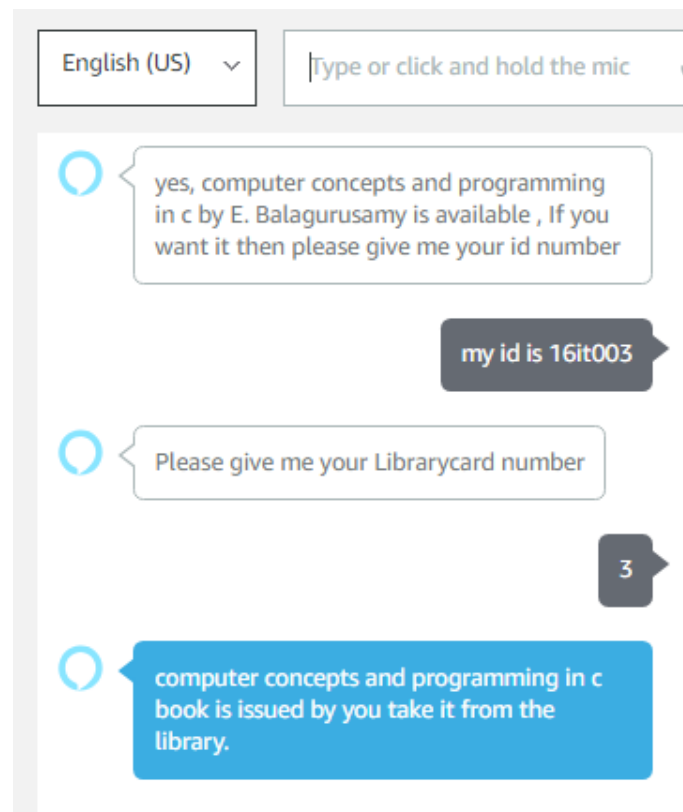 English (US)
Type or click and hold the mic
yes, computer concepts and programming
in c by E. Balagurusamy is available , If you
want it then please give me your id number
my id is 16it003
Please give me your Librarycard number
3
computer concepts and programming in c
book is issued by you take it from the
library.